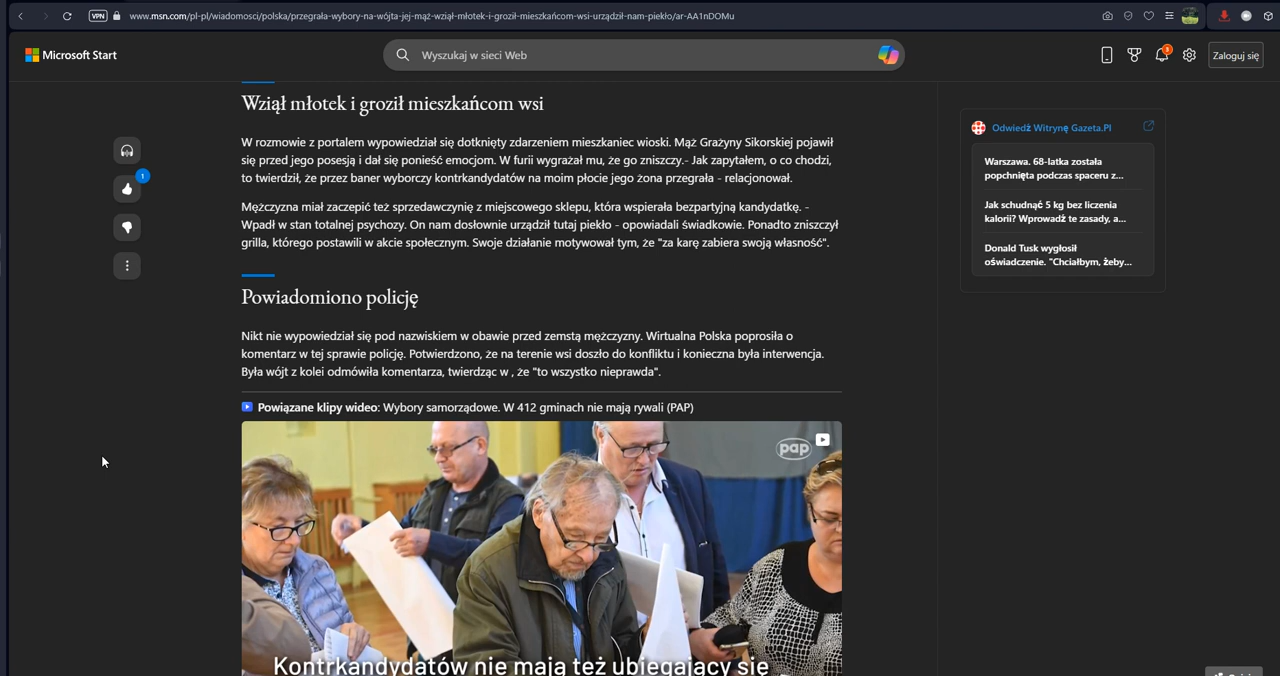 VPN
www.msn.com/pl-pl/wiadomosci/polska/przegrała-wybory-na-wójta-jej-mąż-wziął-młotek-i-groził-mieszkańcom-wsi-urządził-nam-piekło/ar-AA1nDOMu
Microsoft Start
Wyszukaj w sieci Web
3
Zaloguj się
Wziął młotek i groził mieszkańcom wsi
W rozmowie z portalem wypowiedział się dotknięty zdarzeniem mieszkaniec wioski. Mąż Grażyny Sikorskiej pojawił
się przed jego posesją i dał się ponieść emocjom. W furii wygrażał mu, że go zniszczy.- Jak zapytałem, o co chodzi,
to twierdził, że przez baner wyborczy kontrkandydatów na moim płocie jego żona przegrała - relacjonował.
Mężczyzna miał zaczepić też sprzedawczynię z miejscowego sklepu, która wspierała bezpartyjną kandydatkę. -
Wpadł w stan totalnej psychozy. On nam dosłownie urządził tutaj piekło - opowiadali świadkowie. Ponadto zniszczył
grilla, którego postawili w akcie społecznym. Swoje działanie motywował tym, że "za karę zabiera swoją własność".
1
Powiadomiono policję
Nikt nie wypowiedział się pod nazwiskiem w obawie przed zemstą mężczyzny. Wirtualna Polska poprosiła o
komentarz w tej sprawie policję. Potwierdzono, że na terenie wsi doszło do konfliktu i konieczna była interwencja.
Była wójt z kolei odmówiła komentarza, twierdząc w , że "to wszystko nieprawda".
Powiązane klipy wideo: Wybory samorządowe. W 412 gminach nie mają rywali (PAP)
pap
Kontrkandydatów nie mają też ubiegający się
Odwiedź Witrynę Gazeta.Pl
Warszawa. 68-latka została
popchnięta podczas spaceru z...
Jak schudnąć 5 kg bez liczenia
kalorii? Wprowadź te zasady, a...
Donald Tusk wygłosił
oświadczenie. "Chciałbym, żeby...